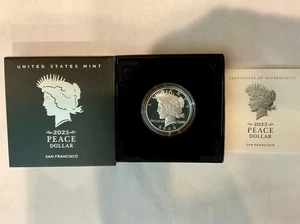 UNITED STATES MINT
2023
PEACE
DOLLAR
SAN FRANCISCO
CERTIFICATE OF AUTHENTICITY
2023
PEACE
DOLLAR
SAN FRANCISCO